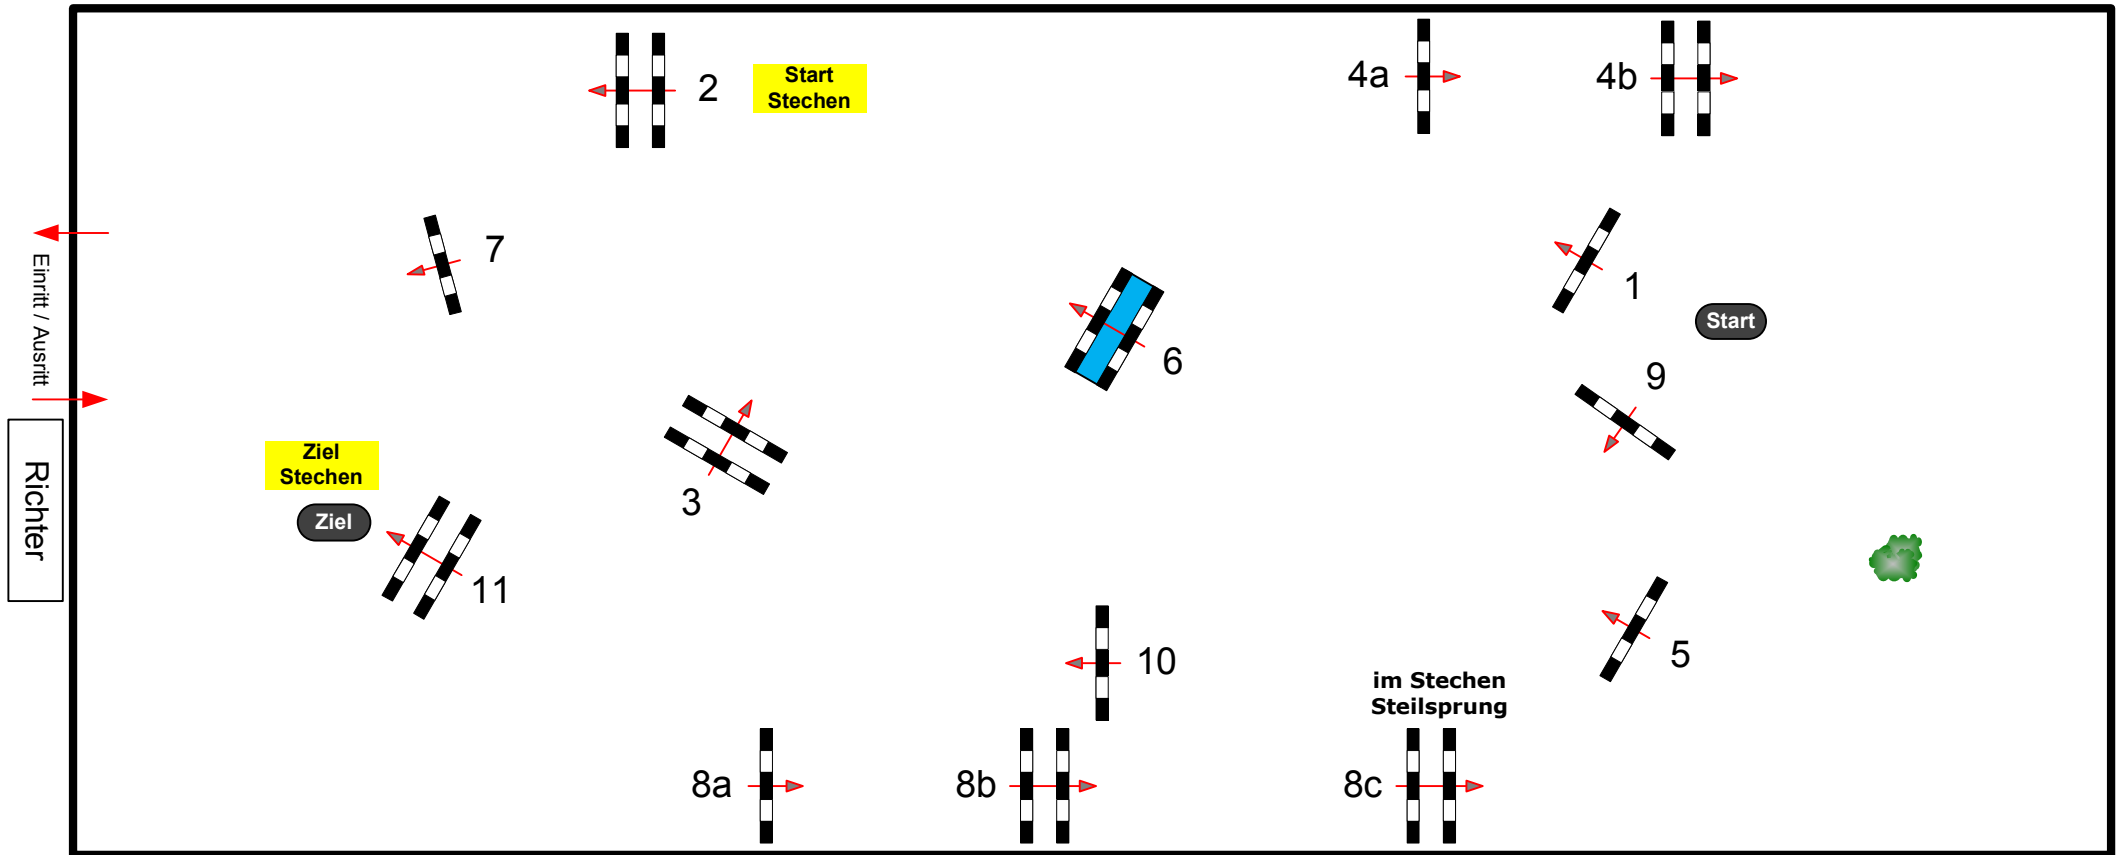 2
Start
Stechen
4a
4b
7
1
Einritt / Ausritt
6
Start
9
Ziel
Stechen
3
Ziel
Richter
11
10
5
im Stechen
Steilsprung
8a
8b
8c